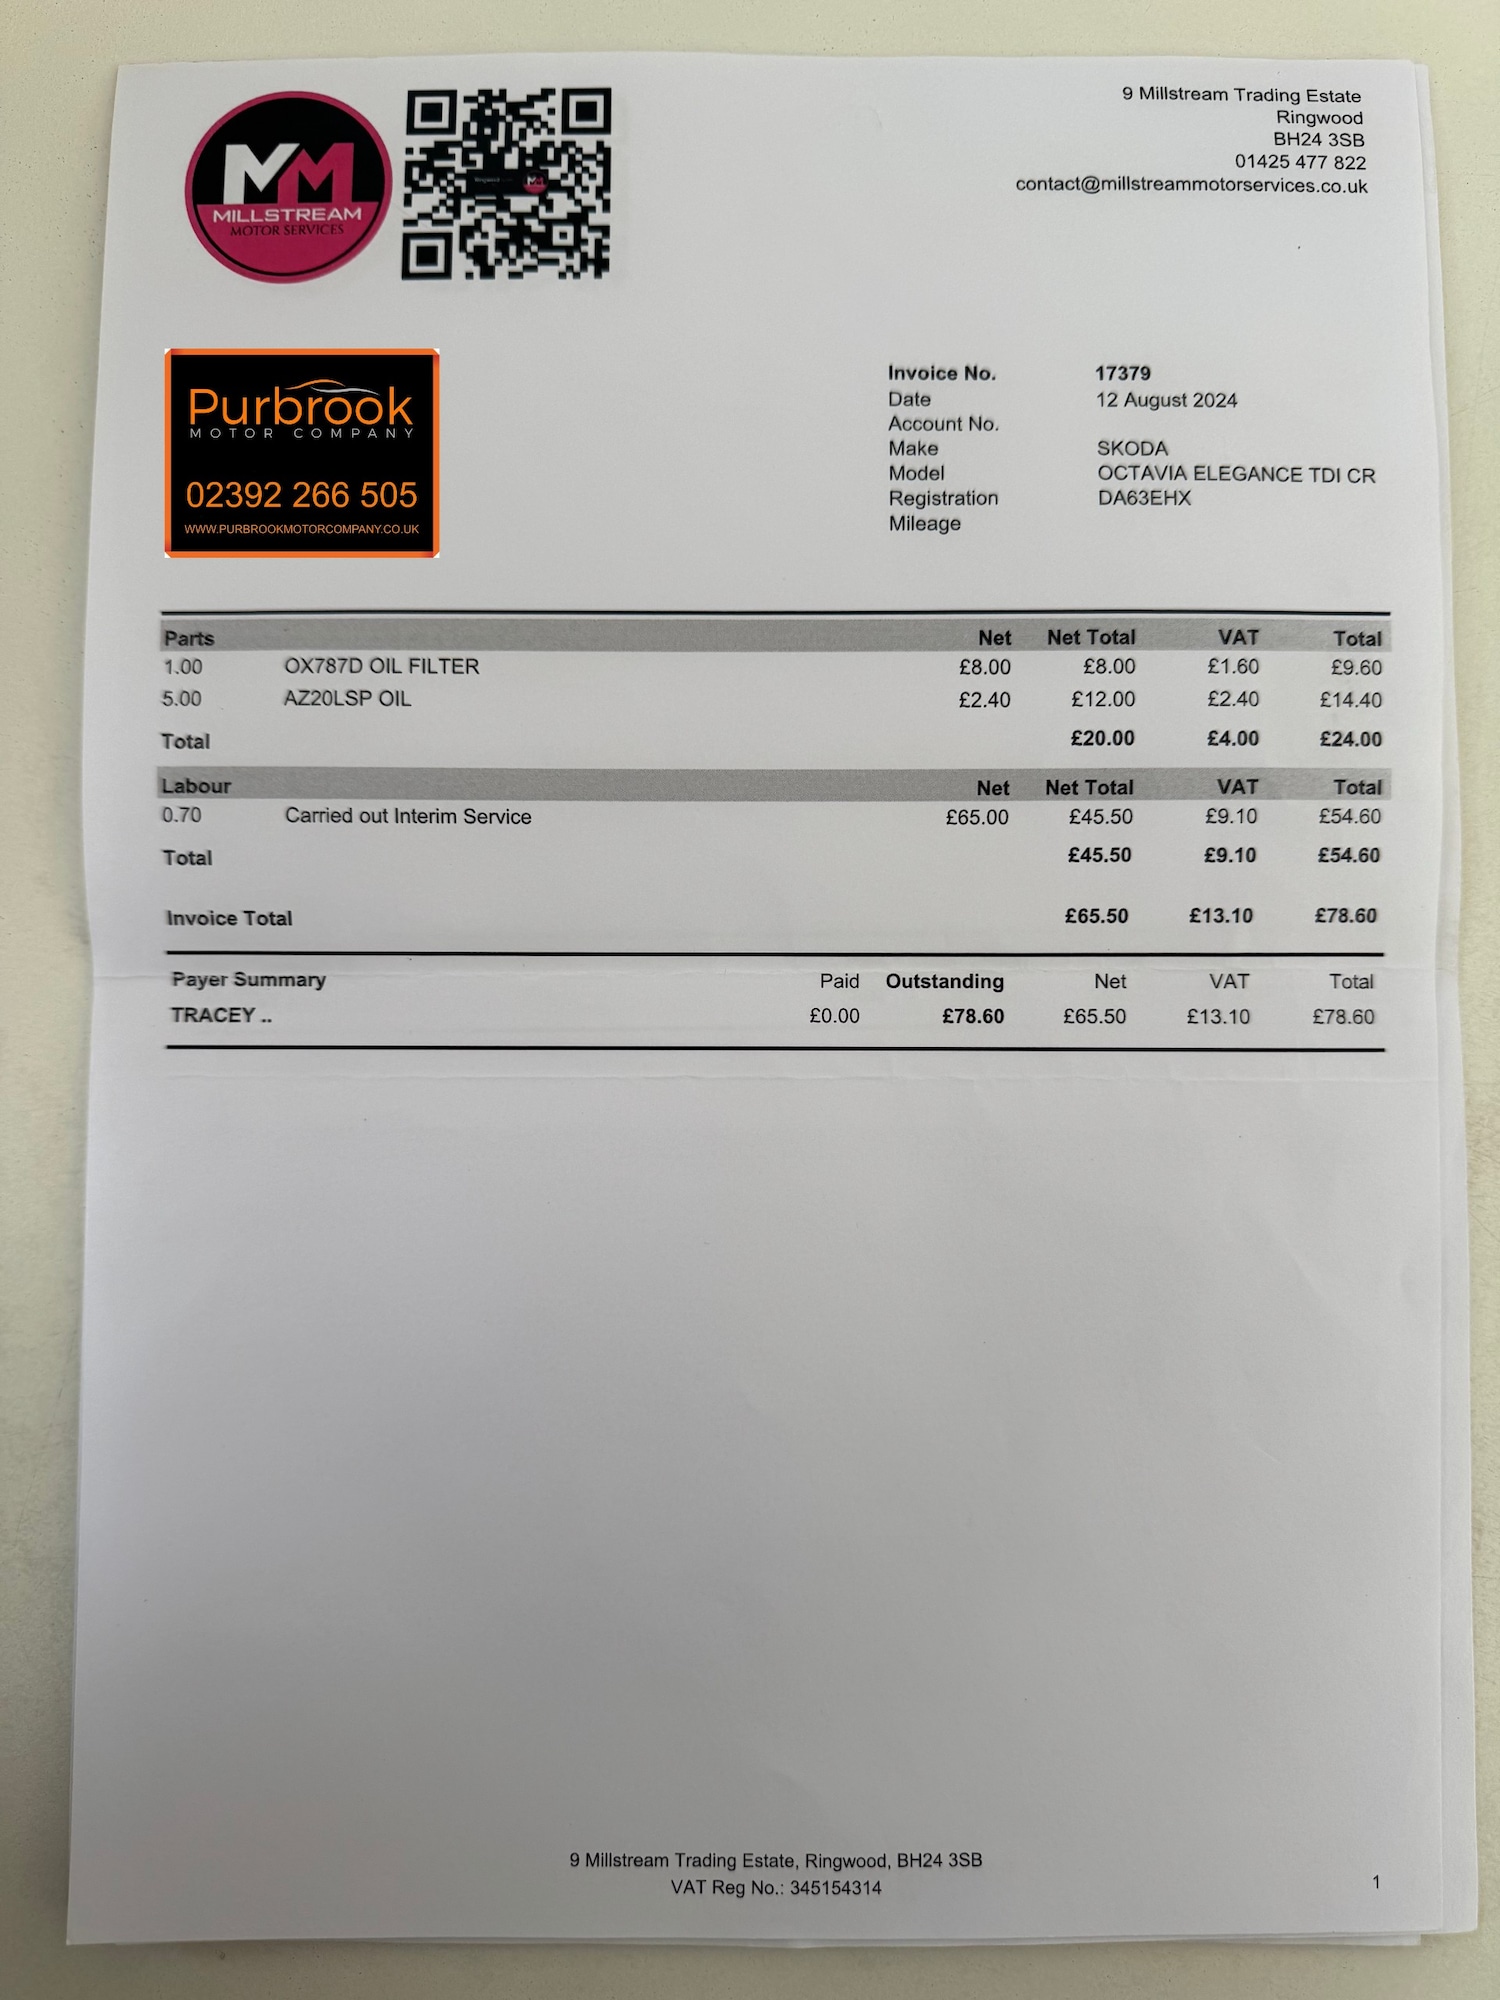 MM
MILLSTREAM
MOTOR SERVICES
9 Millstream Trading Estate
Ringwood
BH24 3SB
01425 477 822
contact@millstreammotorservices.co.uk
Purbrook
MOTOR COMPANY
02392 266 505
WWW.PURBROOKMOTORCOMPANY.CO.UK
Invoice No. 17379
Date 12 August 2024
Account No.
Make SKODA
Model OCTAVIA ELEGANCE TDI CR
Registration DA63EHX
Mileage
Parts Net Net Total VAT Total
1.00 OX787D OIL FILTER £8.00 £8.00 £1.60 £9.60
5.00 AZ20LSP OIL £2.40 £12.00 £2.40 £14.40
Total £20.00 £4.00 £24.00
Labour Net Net Total VAT Total
0.70 Carried out Interim Service £65.00 £45.50 £9.10 £54.60
Total £45.50 £9.10 £54.60
Invoice Total £65.50 £13.10 £78.60
Payer Summary Paid Outstanding Net VAT Total
TRACEY .. £0.00 £78.60 £65.50 £13.10 £78.60
9 Millstream Trading Estate, Ringwood, BH24 3SB
VAT Reg No.: 345154314
1